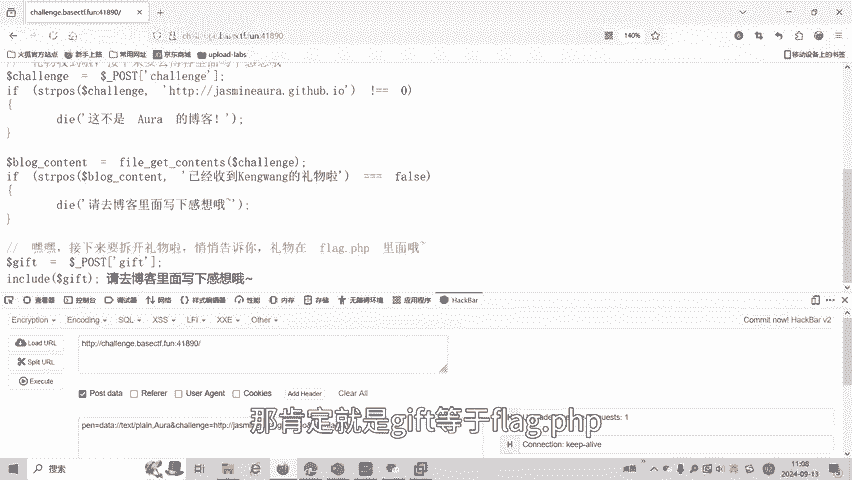 challenge.basectf.fun:41890/
challenge.basectf.fun:41890
140%
火狐官方站点 新手上路 常用网址 京东商城 upload-labs 移动设备上的书签
$challenge = $_POST['challenge'];
if (strpos($challenge, 'http://jasmineaura.github.io') !== 0)
{
die('这不是 Aura 的博客！');
}
$blog_content = file_get_contents($challenge);
if (strpos($blog_content, '已经收到Kengwang的礼物啦') === false)
{
die('请去博客里面写下感想哦~');
}
// 嘿嘿，接下来要拆开礼物啦，悄悄告诉你，礼物在 flag.php 里面哦~
$gift = $_POST['gift'];
include($gift); 请去博客里面写下感想哦~
查看器 控制台 调试器 网络 样式编辑器 性能 内存 存储 无障碍环境 应用程序 HackBar
Encryption Encoding SQL XSS LFI XXE Other Commit now! HackBar v2
Load URL http://challenge.basectf.fun:41890/
Split URL
Execute
Post data Referer User Agent Cookies Add Header Clear All
pen=data://text/plain,Aura&challenge=http://jas
那肯定就是gift等于flag.php
uests: 1
H Connection: keep-alive
搜索
11:08
2024-09-13